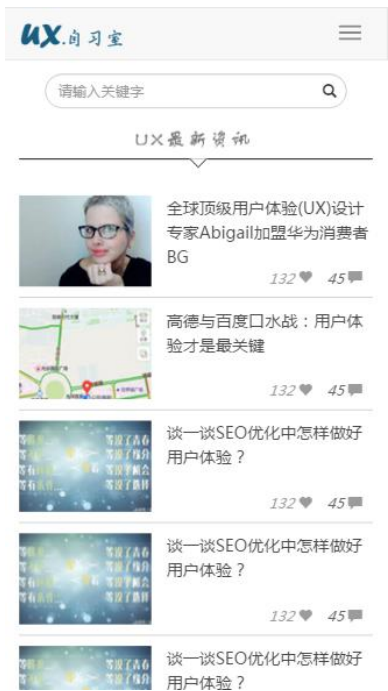 UX.自习室
请输入关键字
UX最新资讯
全球顶级用户体验(UX)设计
专家Abigail加盟华为消费者
BG
132 45
高德与百度口水战：用户体
验才是最关键
132 45
谈一谈SEO优化中怎样做好
用户体验？
132 45
谈一谈SEO优化中怎样做好
用户体验？
132 45
谈一谈SEO优化中怎样做好
用户体验？